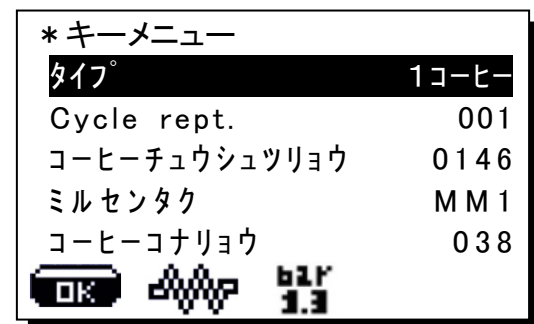 *キーメニュー
タイプ 1コーヒー
Cycle rept. 001
コーヒーチュウシュツリョウ 0146
ミルセンタク MM1
コーヒーコナリョウ 038
OK bar 1.3